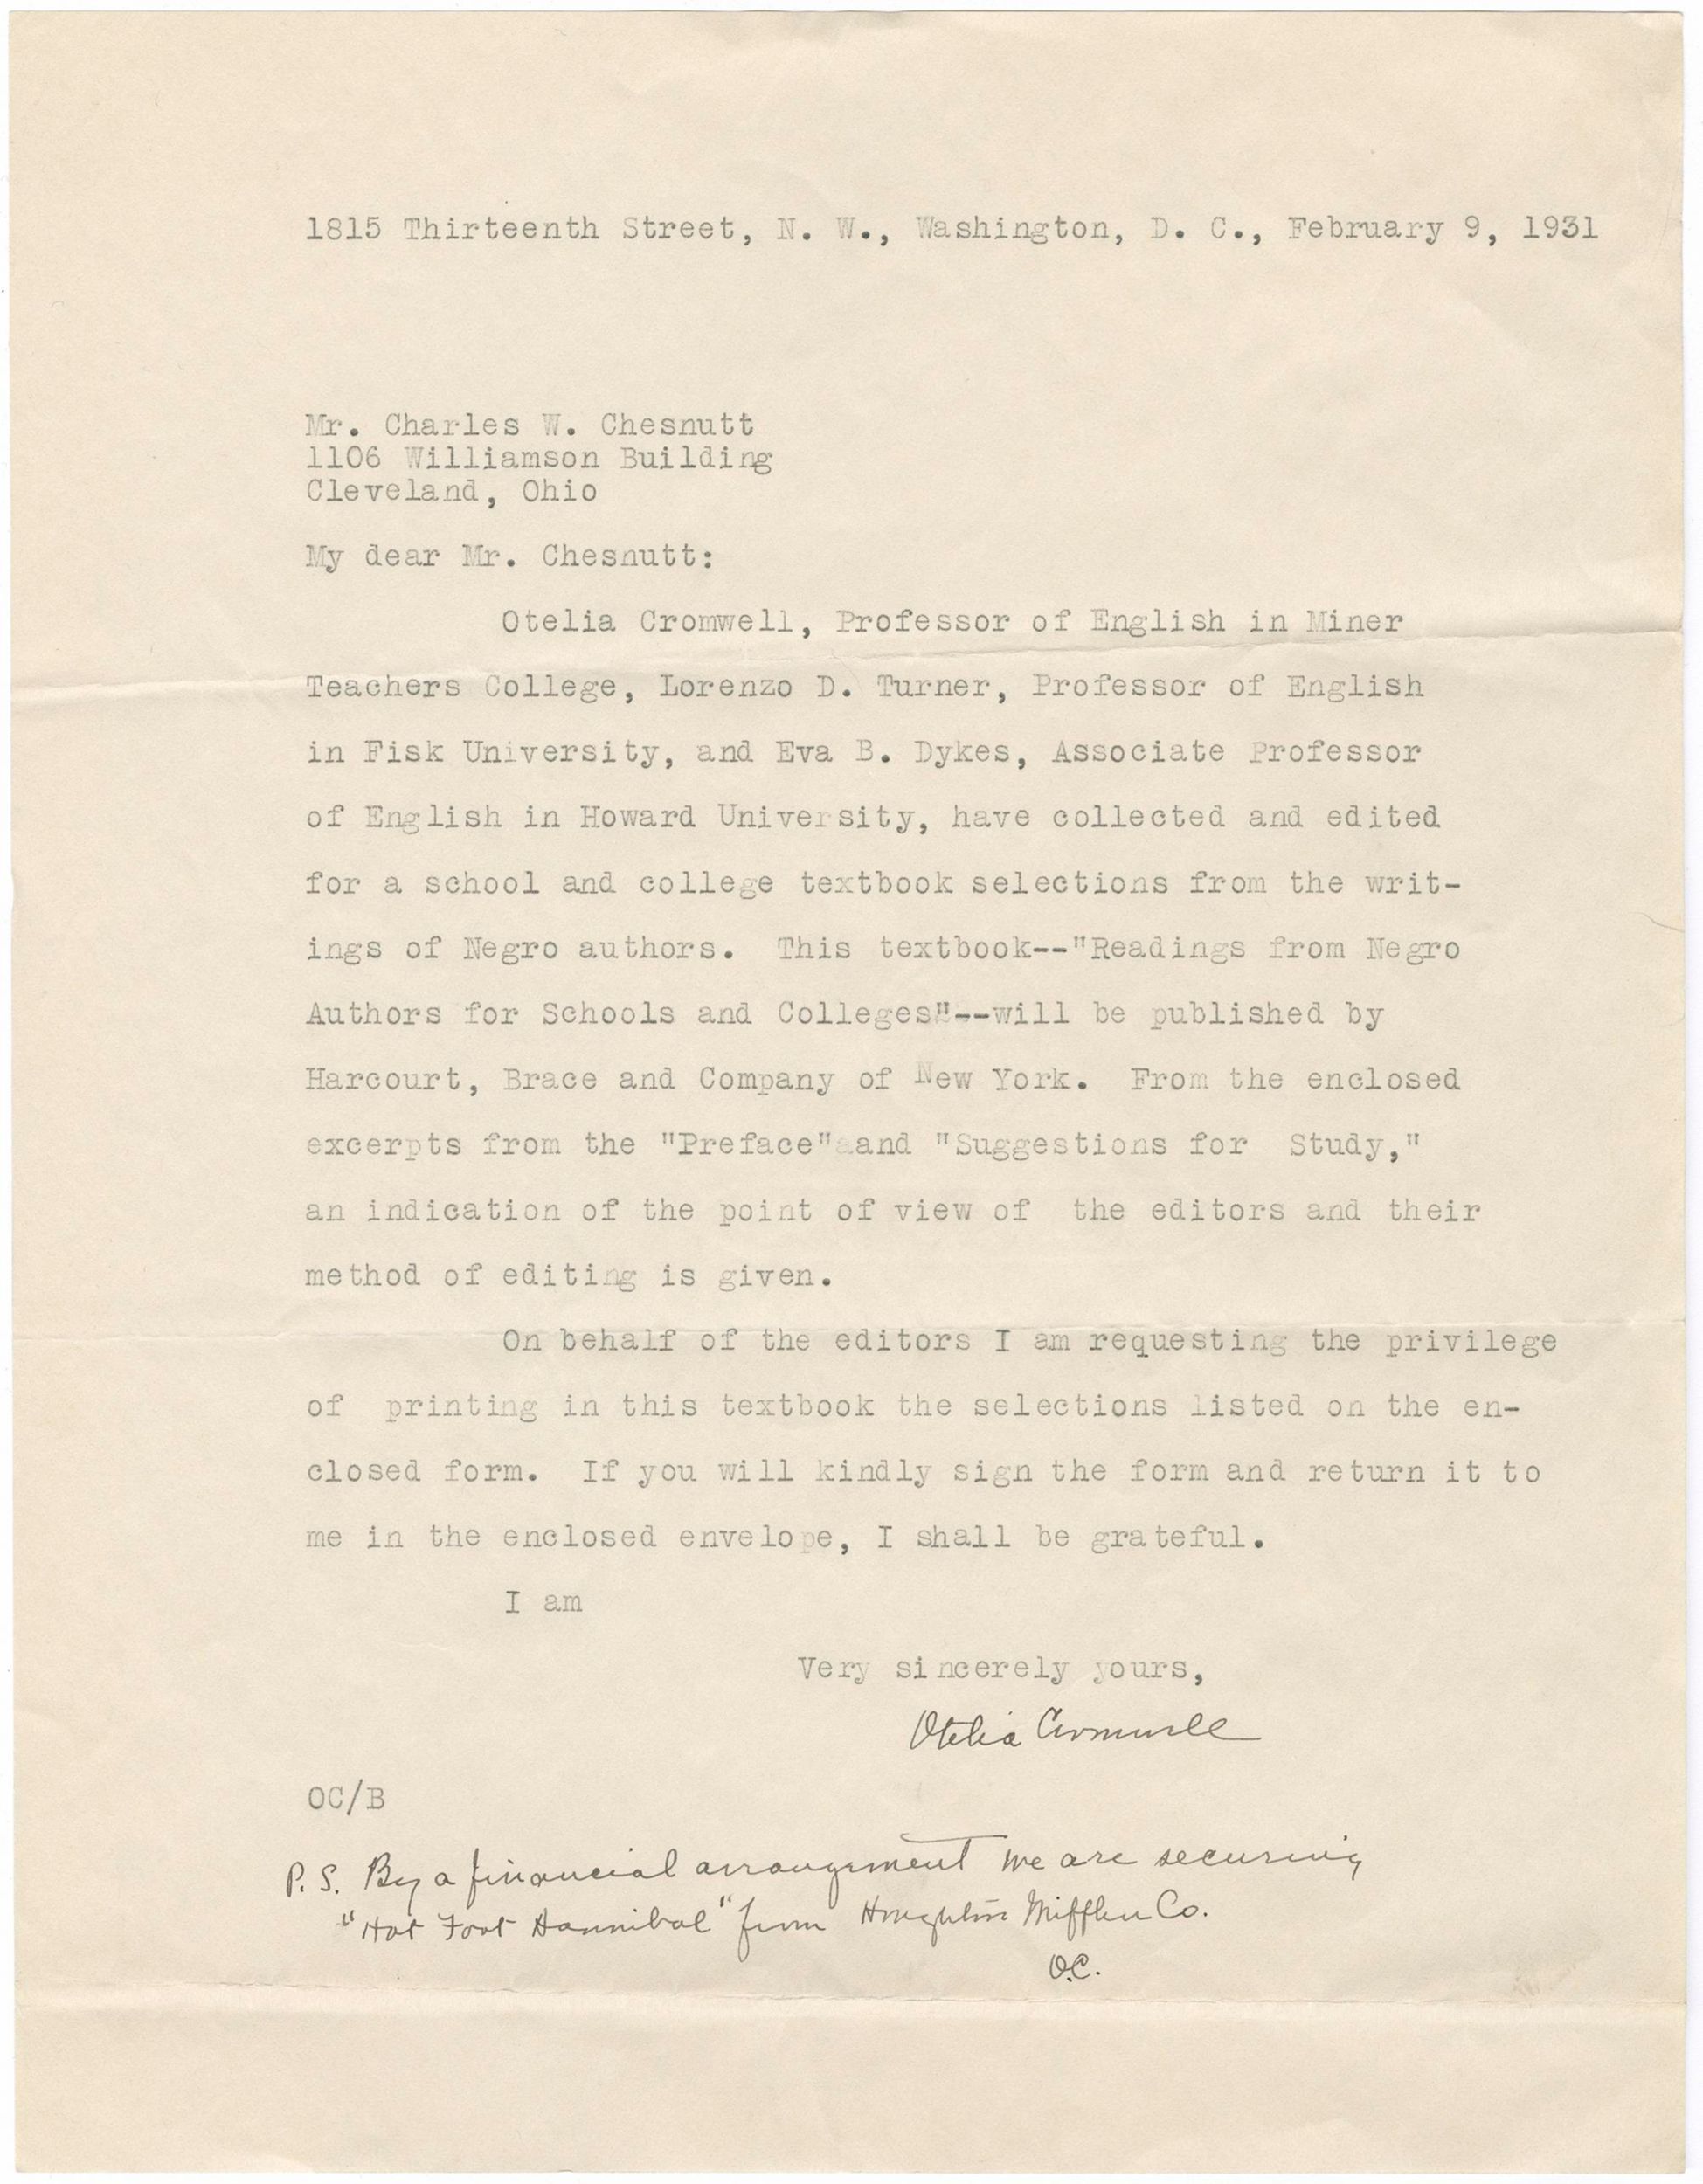 1815 Thirteenth Street, N. W., Washington, D. C., February 9, 1931
Mr. Charles W. Chesnutt
1106 Williamson Building
Cleveland, Ohio
My dear Mr. Chesnutt:
Otelia Cromwell, Professor of English in Miner
Teachers College, Lorenzo D. Turner, Professor of English
in Fisk University, and Eva B. Dykes, Associate Professor
of English in Howard University, have collected and edited
for a school and college textbook selections from the writ-
ings of Negro authors. This textbook--"Readings from Negro
Authors for Schools and Colleges"--will be published by
Harcourt, Brace and Company of New York. From the enclosed
excerpts from the "Preface" and "Suggestions for Study,"
an indication of the point of view of the editors and their
method of editing is given.
On behalf of the editors I am requesting the privilege
of printing in this textbook the selections listed on the en-
closed form. If you will kindly sign the form and return it to
me in the enclosed envelope, I shall be grateful.
I am
Very sincerely yours,
Otelia Cromwell
OC/B
P.S. By a financial arrangement we are securing
"Hot Foot Hannibal" from Houghton Mifflin Co.
O.C.